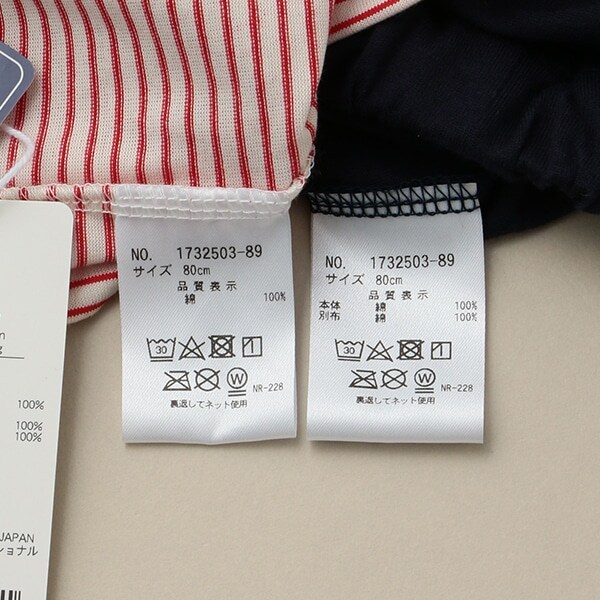 NO. 1732503-89
サイズ 80cm
品質表示
綿 100%
30
NR-228
裏返してネット使用
NO. 1732503-89
サイズ 80cm
品質表示
本体 綿 100%
別布 綿 100%
30
NR-228
裏返してネット使用
100%
100%
100%
JAPAN
ショナル